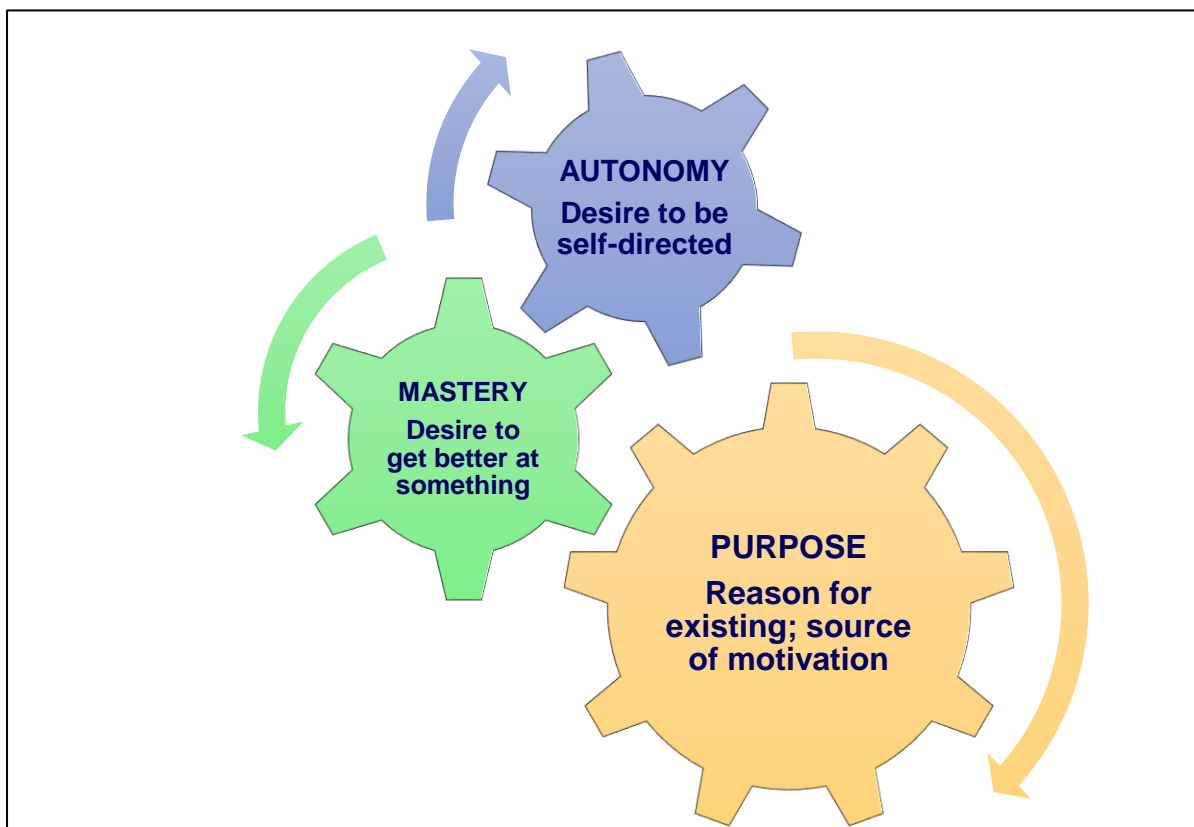 AUTONOMY
Desire to be
self-directed
MASTERY
Desire to
get better at
something
PURPOSE
Reason for
existing; source
of motivation